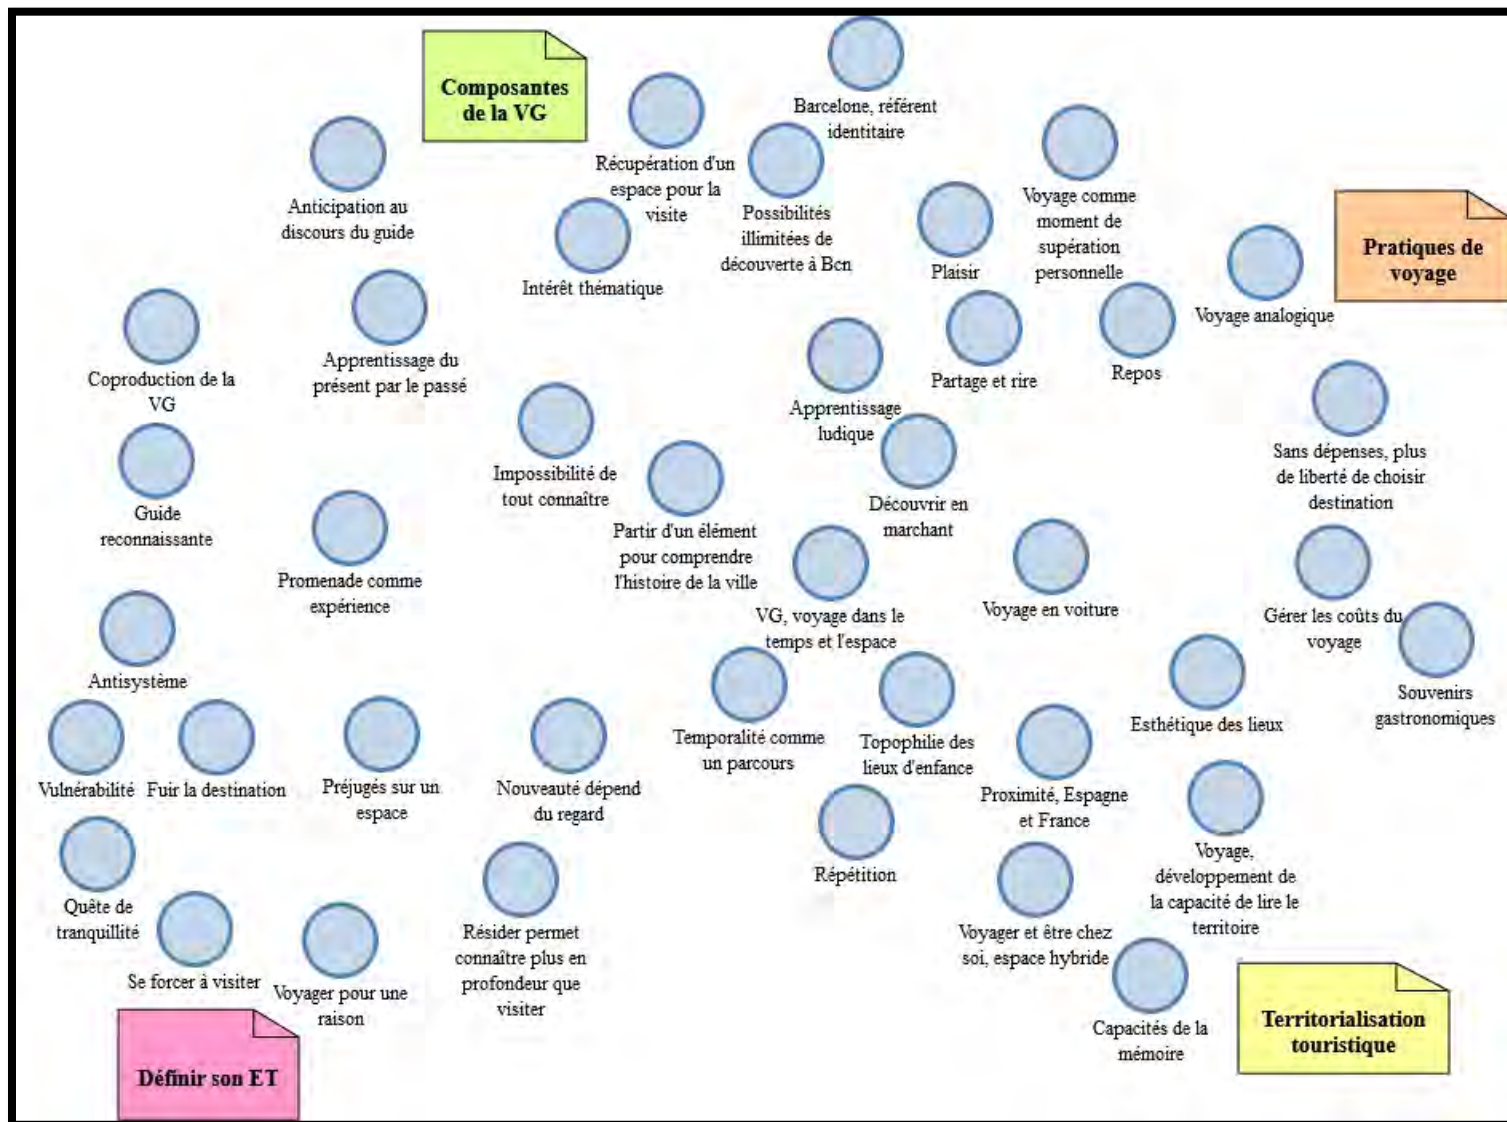 Composantes
de la VG
Barcelone, référent
identitaire
Récupération d'un
espace pour la
visite
Anticipation au
discours du guide
Possibilités
illimitées de
découverte à Bcn
Voyage comme
moment de
supération
personnelle
Plaisir
Pratiques de
voyage
Intérêt thématique
Voyage analogique
Coproduction de la
VG
Apprentissage du
présent par le passé
Partage et rire
Repos
Apprentissage
ludique
Impossibilité de
tout connaître
Sans dépenses, plus
de liberté de choisir
destination
Guide
reconnaissante
Découvrir en
marchant
Partir d'un élément
pour comprendre
l'histoire de la ville
Promenade comme
expérience
VG, voyage dans le
temps et l'espace
Voyage en voiture
Gérer les coûts du
voyage
Antisystème
Souvenirs
gastronomiques
Esthétique des lieux
Temporalité comme
un parcours
Topophilie des
lieux d'enfance
Vulnérabilité
Fuir la destination
Préjugés sur un
espace
Nouveauté dépend
du regard
Proximité, Espagne
et France
Répétition
Voyage,
développement de
la capacité de lire le
territoire
Quête de
tranquillité
Résider permet
connaître plus en
profondeur que
visiter
Voyager et être chez
soi, espace hybride
Se forcer à visiter
Voyager pour une
raison
Capacités de la
mémoire
Territorialisation
touristique
Définir son ET